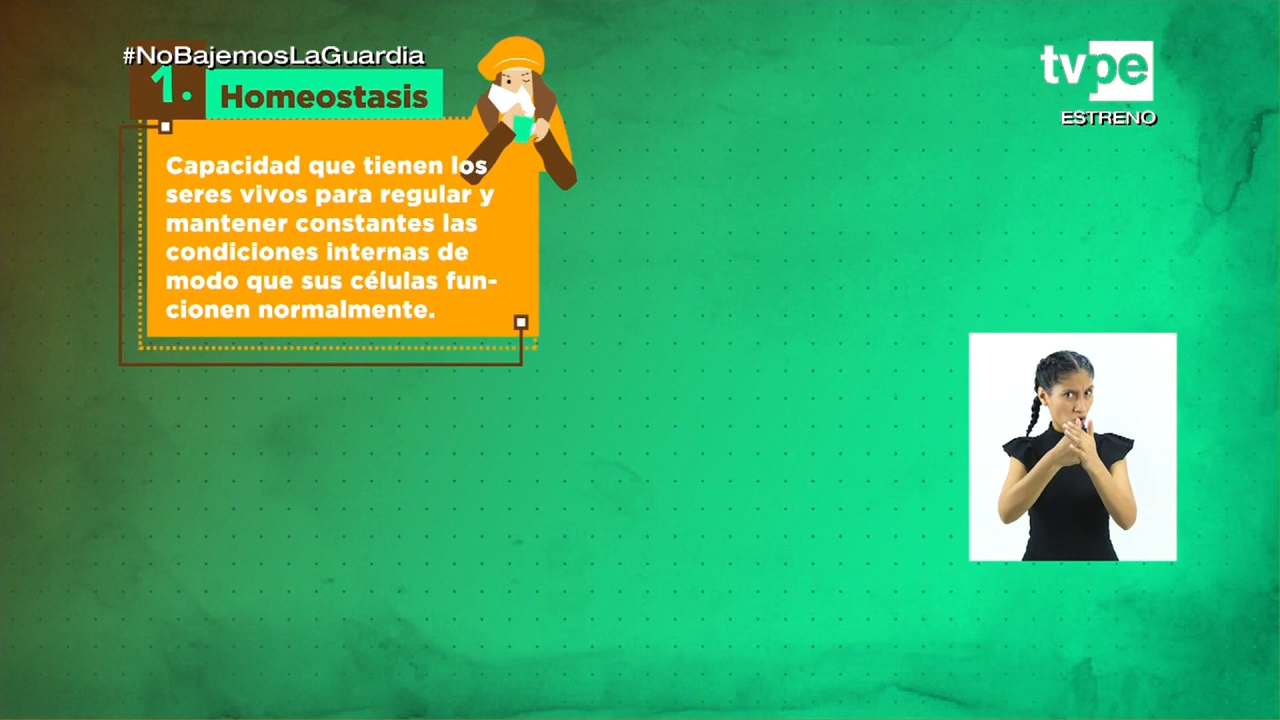 #NoBajemosLaGuardia
1.
Homeostasis
Capacidad que tienen los
seres vivos para regular y
mantener constantes las
condiciones internas de
modo que sus células fun-
cionen normalmente.
tvpe
ESTRENO